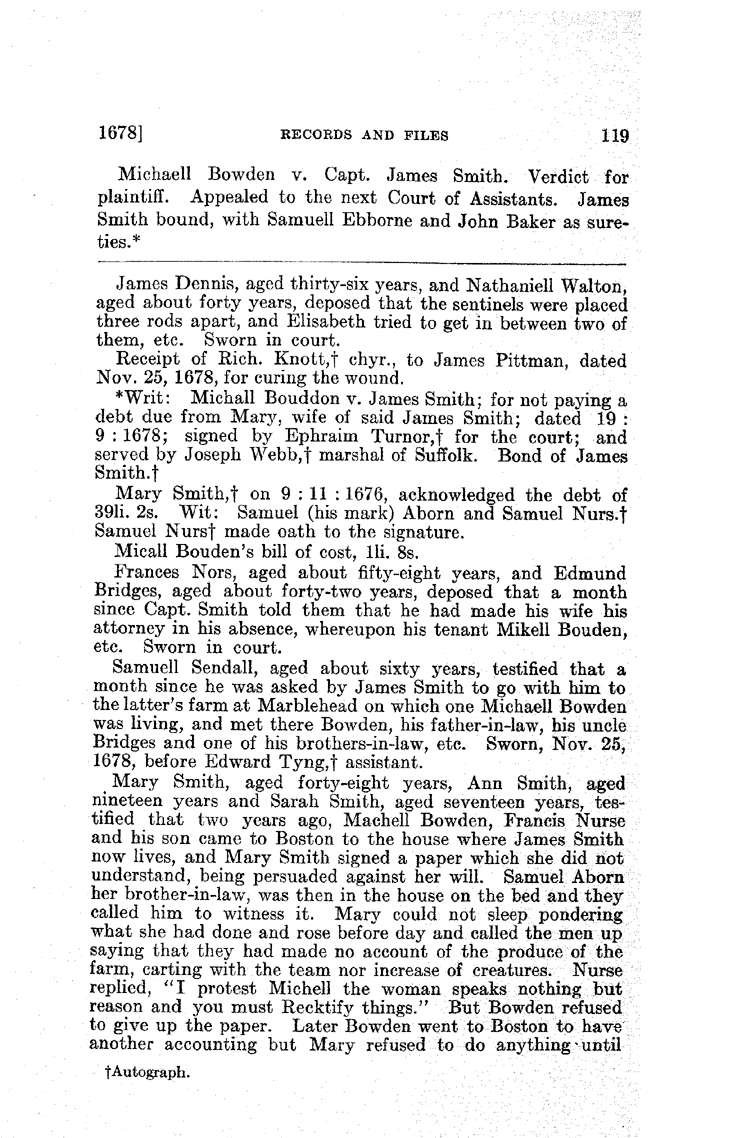 1678] RECORDS AND FILES 119
Michaell Bowden v. Capt. James Smith. Verdict for
plaintiff. Appealed to the next Court of Assistants. James
Smith bound, with Samuell Ebborne and John Baker as sure-
ties.*
James Dennis, aged thirty-six years, and Nathaniell Walton,
aged about forty years, deposed that the sentinels were placed
three rods apart, and Elisabeth tried to get in between two of
them, etc. Sworn in court.
Receipt of Rich. Knott,† chyr., to James Pittman, dated
Nov. 25, 1678, for curing the wound.
*Writ: Michall Bouddon v. James Smith; for not paying a
debt due from Mary, wife of said James Smith; dated 19 :
9 : 1678; signed by Ephraim Turnor,† for the court; and
served by Joseph Webb,† marshal of Suffolk. Bond of James
Smith.†
Mary Smith,† on 9 : 11 : 1676, acknowledged the debt of
39li. 2s. Wit: Samuel (his mark) Aborn and Samuel Nurs.†
Samuel Nurs† made oath to the signature.
Micall Bouden's bill of cost, 1li. 8s.
Frances Nors, aged about fifty-eight years, and Edmund
Bridges, aged about forty-two years, deposed that a month
since Capt. Smith told them that he had made his wife his
attorney in his absence, whereupon his tenant Mikell Bouden,
etc. Sworn in court.
Samuell Sendall, aged about sixty years, testified that a
month since he was asked by James Smith to go with him to
the latter's farm at Marblehead on which one Michaell Bowden
was living, and met there Bowden, his father-in-law, his uncle
Bridges and one of his brothers-in-law, etc. Sworn, Nov. 25,
1678, before Edward Tyng,† assistant.
Mary Smith, aged forty-eight years, Ann Smith, aged
nineteen years and Sarah Smith, aged seventeen years, tes-
tified that two years ago, Machell Bowden, Francis Nurse
and his son came to Boston to the house where James Smith
now lives, and Mary Smith signed a paper which she did not
understand, being persuaded against her will. Samuel Aborn
her brother-in-law, was then in the house on the bed and they
called him to witness it. Mary could not sleep pondering
what she had done and rose before day and called the men up
saying that they had made no account of the produce of the
farm, carting with the team nor increase of creatures. Nurse
replied, "I protest Michell the woman speaks nothing but
reason and you must Recktify things." But Bowden refused
to give up the paper. Later Bowden went to Boston to have
another accounting but Mary refused to do anything until
†Autograph.